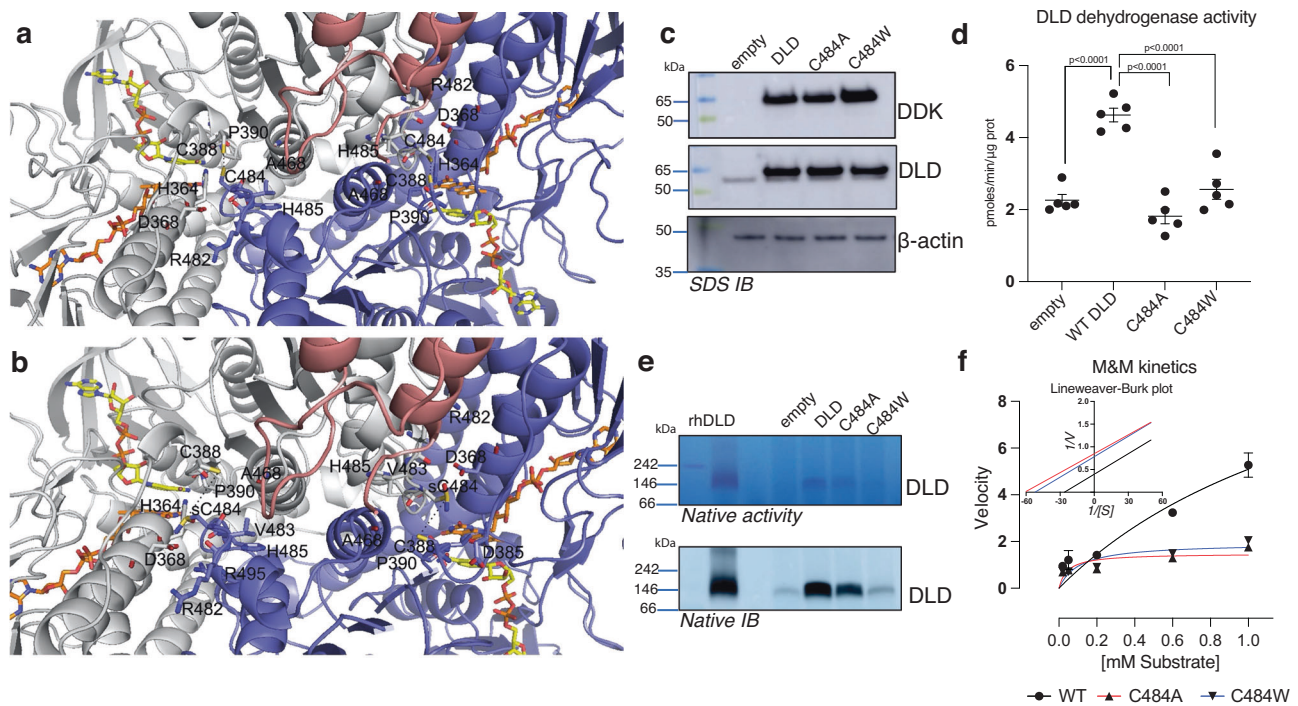 a
R482
D368
P390
C388
A468
H485
C484
H364
H364
C484
A468
C388
D368
H485
P390
R482
b
R482
C388
A468
H485
V483
D368
P390
sC484
H364
sC484
V483
D368
H485
A468
C388
D385
R495
P390
R482
c
empty
DLD
C484A
C484W
kDa
65
50
DDK
65
50
DLD
50
35
β-actin
SDS IB
d
DLD dehydrogenase activity
p<0.0001
p<0.0001
p<0.0001
pmoles/min/µg prot
6
4
2
0
empty
WT DLD
C484A
C484W
e
kDa
rhDLD
empty
DLD
C484A
C484W
242
146
66
DLD
Native activity
242
146
66
DLD
Native IB
f
M&M kinetics
Lineweaver-Burk plot
2.0
1.5
1.0
0.5
1/V
-60
-30
0
30
60
1/[S]
Velocity
8
6
4
2
0
0.0
0.2
0.4
0.6
0.8
1.0
[mM Substrate]
WT
C484A
C484W